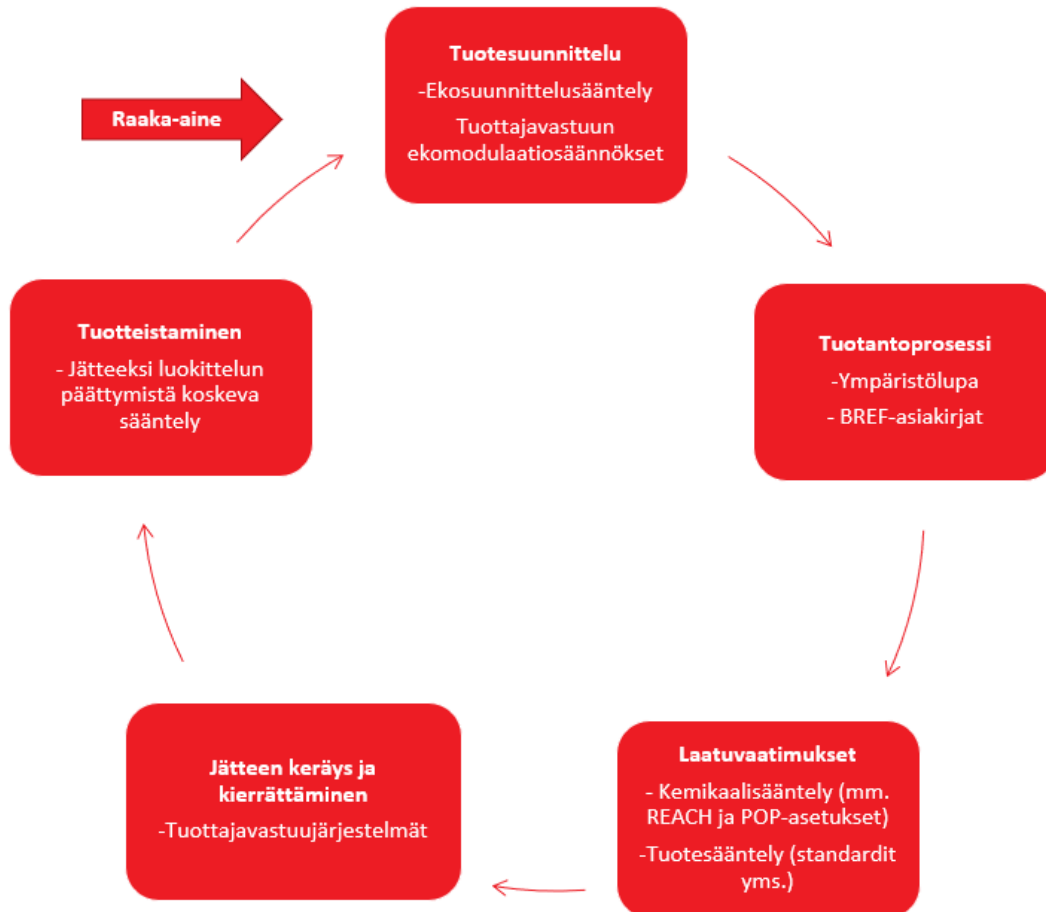 Tuotesuunnittelu
-Ekosuunnittelusääntely
Tuottajavastuun
ekomodulaatiosäännökset
Raaka-aine
Tuotantoprosessi
-Ympäristölupa
- BREF-asiakirjat
Laatuvaatimukset
- Kemikaalisääntely (mm.
REACH ja POP-asetukset)
-Tuotesääntely (standardit
yms.)
Jätteen keräys ja
kierrättäminen
-Tuottajavastuujärjestelmät
Tuotteistaminen
- Jätteeksi luokittelun
päättymistä koskeva
sääntely